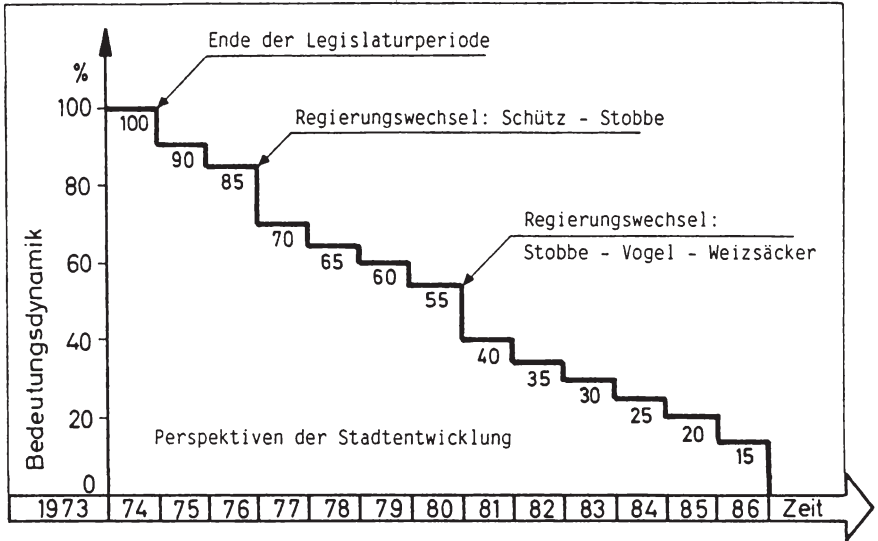 Ende der Legislaturperiode
%
100
100
Regierungswechsel: Schütz - Stobbe
90
85
80
70
Regierungswechsel:
Stobbe - Vogel - Weizsäcker
65
60
60
55
40
40
35
30
25
20
20
15
0
Bedeutungsdynamik
Perspektiven der Stadtentwicklung
1973 74 75 76 77 78 79 80 81 82 83 84 85 86 Zeit